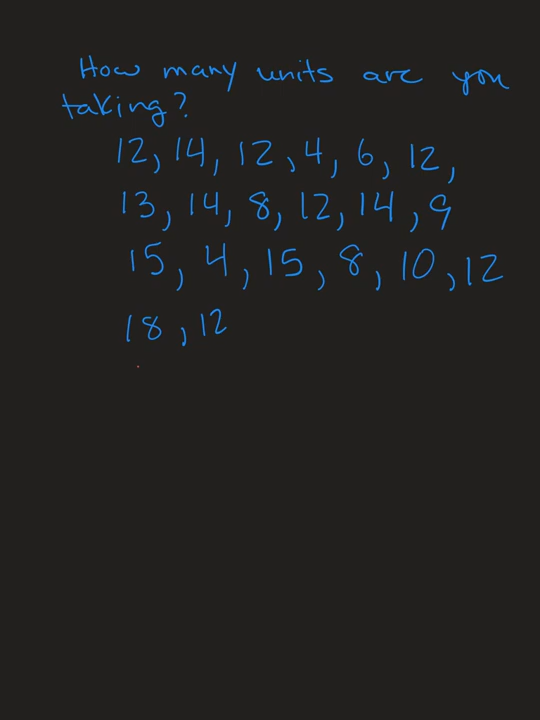 How many units are you
taking?
12, 14, 12, 4, 6, 12,
13, 14, 8, 12, 14, 9
15, 4, 15, 8, 10, 12
18, 12